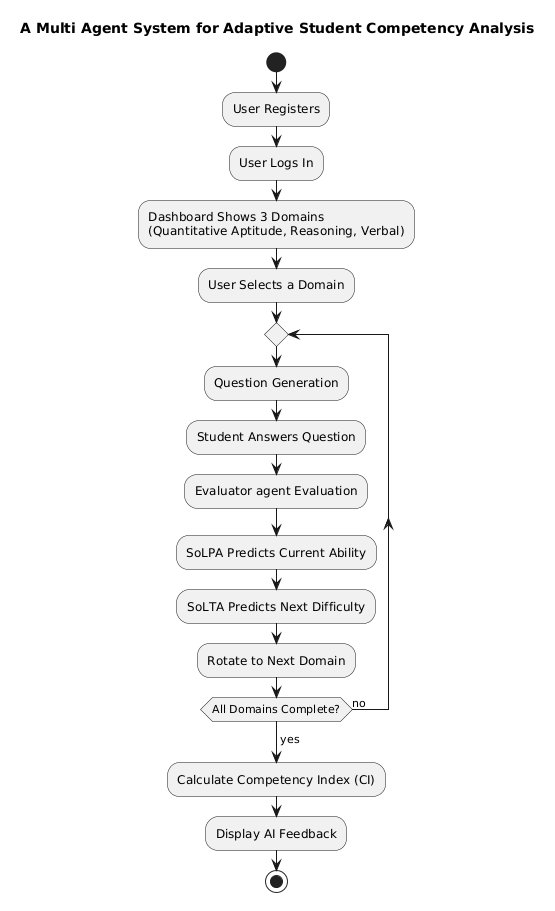 A Multi Agent System for Adaptive Student Competency Analysis
User Registers
User Logs In
Dashboard Shows 3 Domains
(Quantitative Aptitude, Reasoning, Verbal)
User Selects a Domain
Question Generation
Student Answers Question
Evaluator agent Evaluation
SoLPA Predicts Current Ability
SoLTA Predicts Next Difficulty
Rotate to Next Domain
All Domains Complete?
no
yes
Calculate Competency Index (CI)
Display AI Feedback